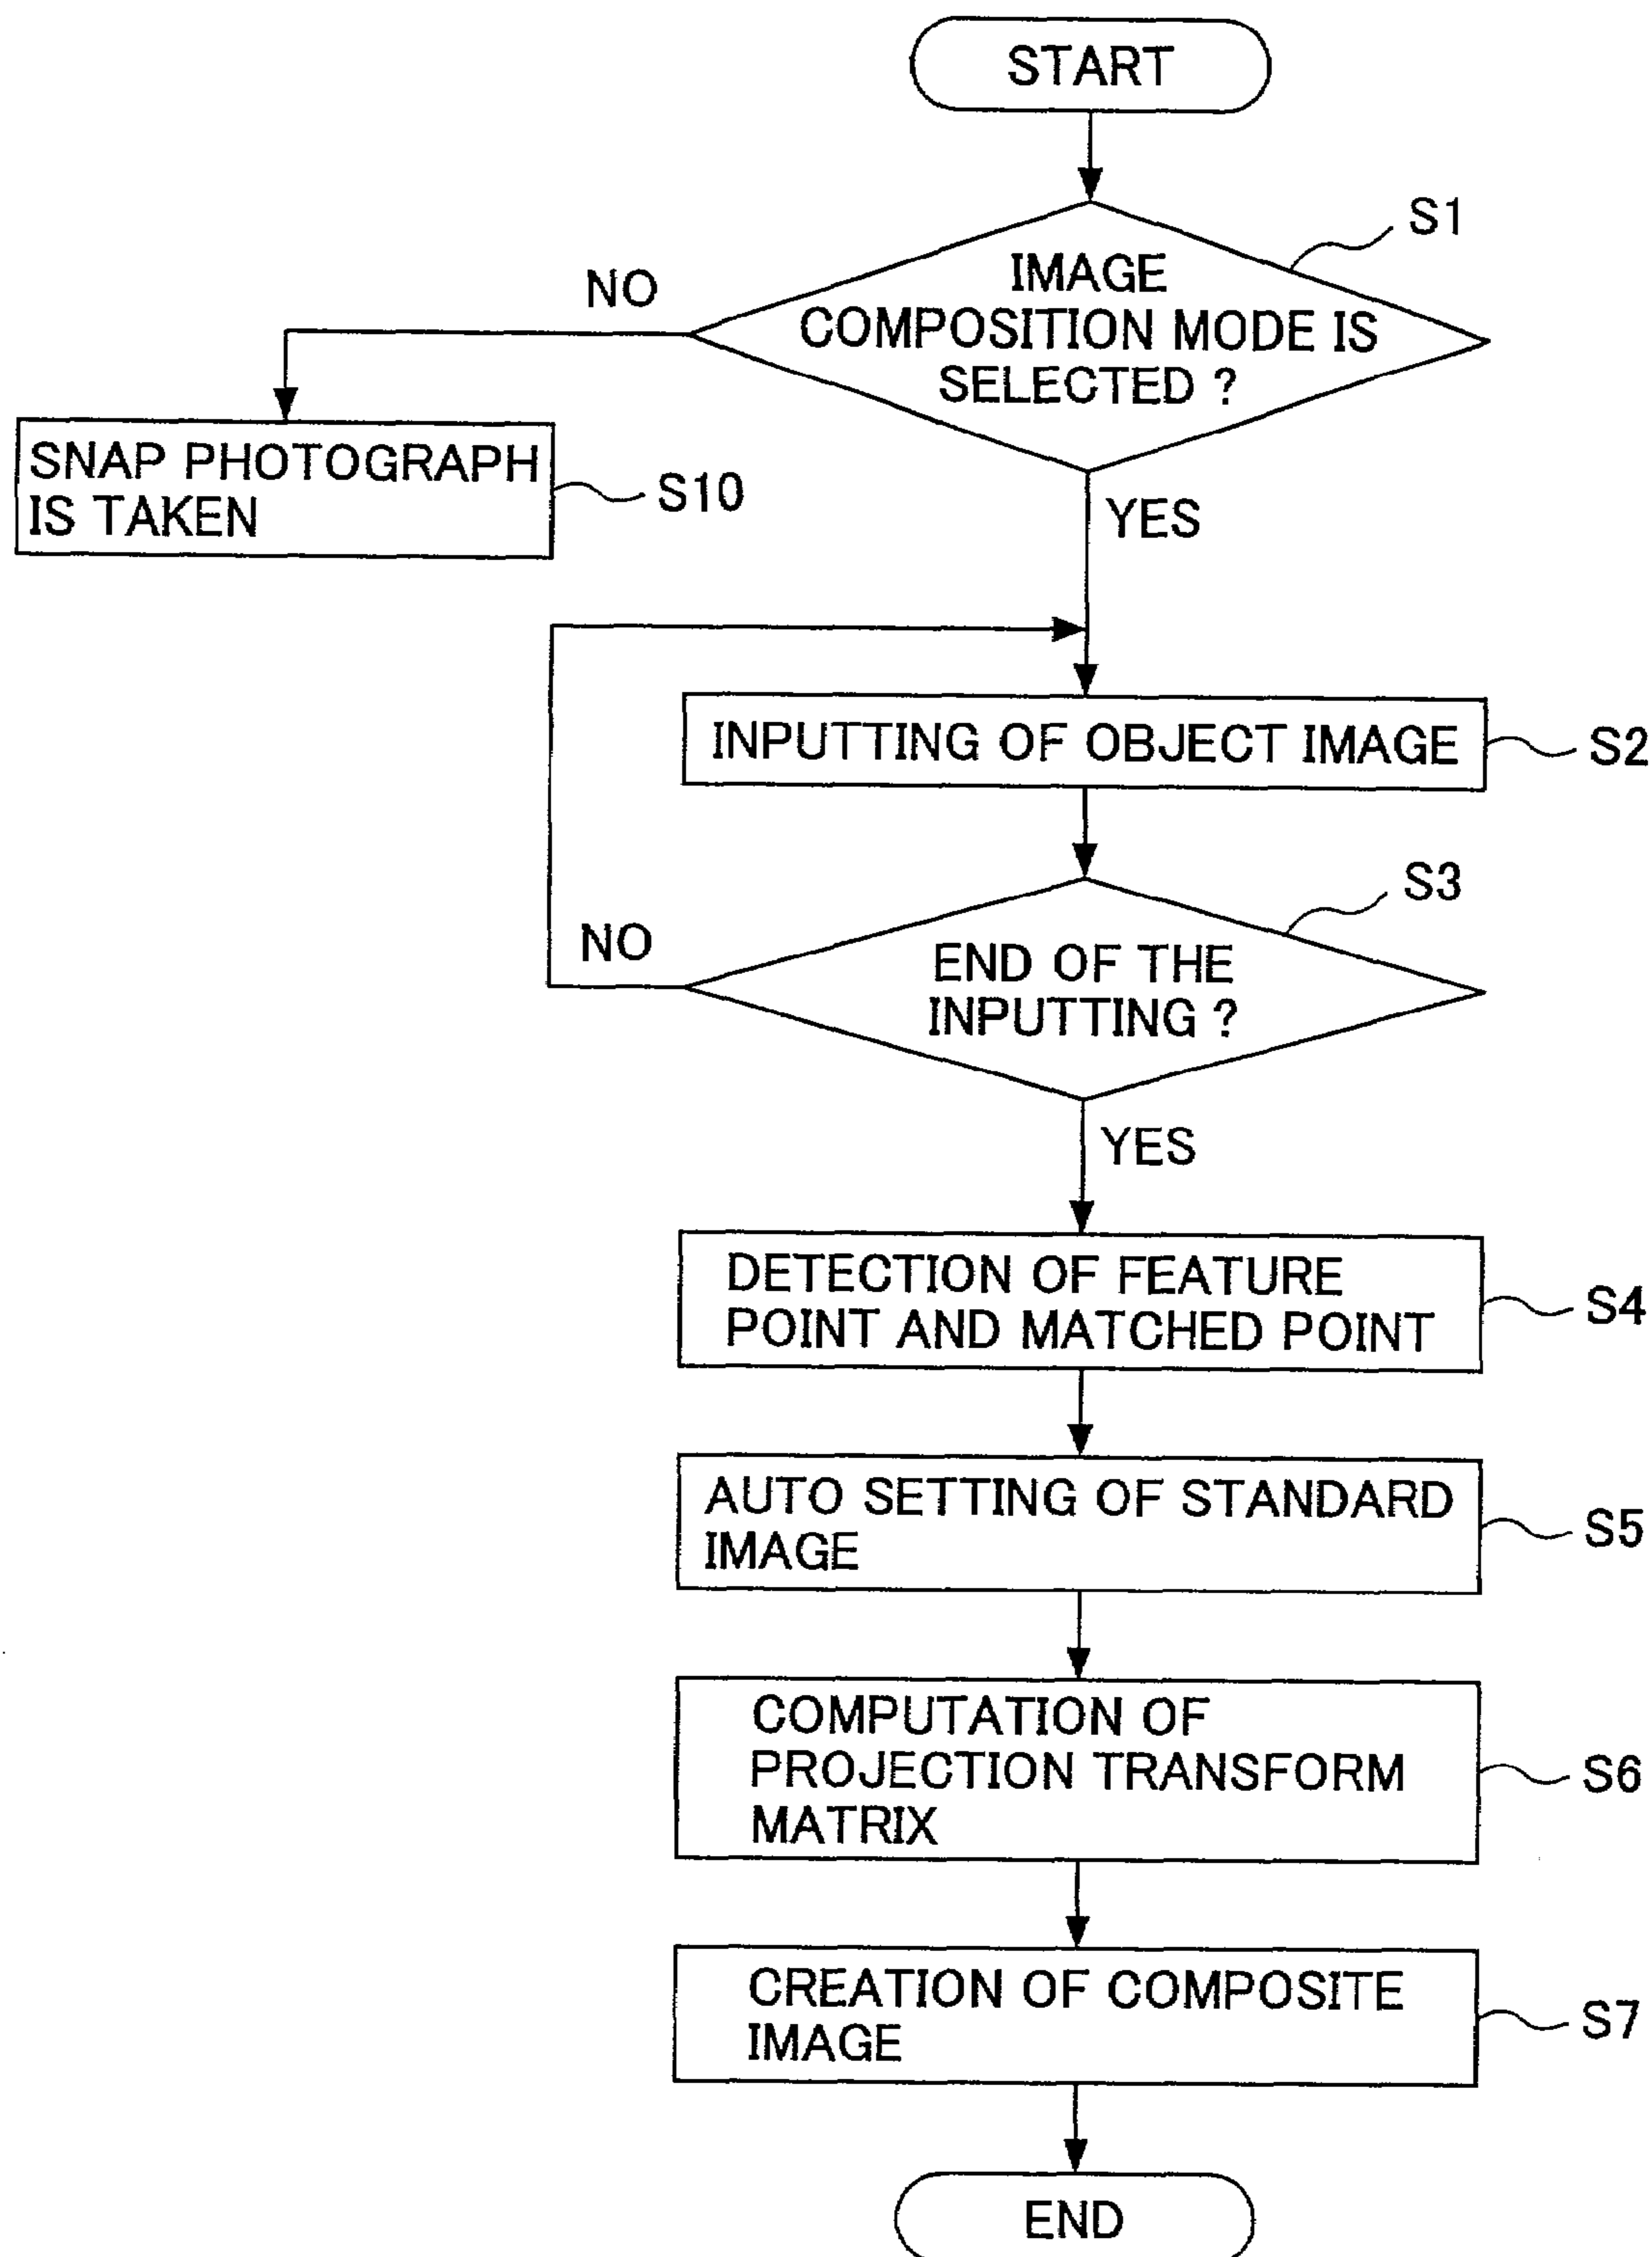 START
S1
IMAGE
COMPOSITION MODE IS
SELECTED ?
NO
SNAP PHOTOGRAPH
IS TAKEN
S10
YES
INPUTTING OF OBJECT IMAGE
S2
S3
END OF THE
INPUTTING ?
NO
YES
DETECTION OF FEATURE
POINT AND MATCHED POINT
S4
AUTO SETTING OF STANDARD
IMAGE
S5
COMPUTATION OF
PROJECTION TRANSFORM
MATRIX
S6
CREATION OF COMPOSITE
IMAGE
S7
END